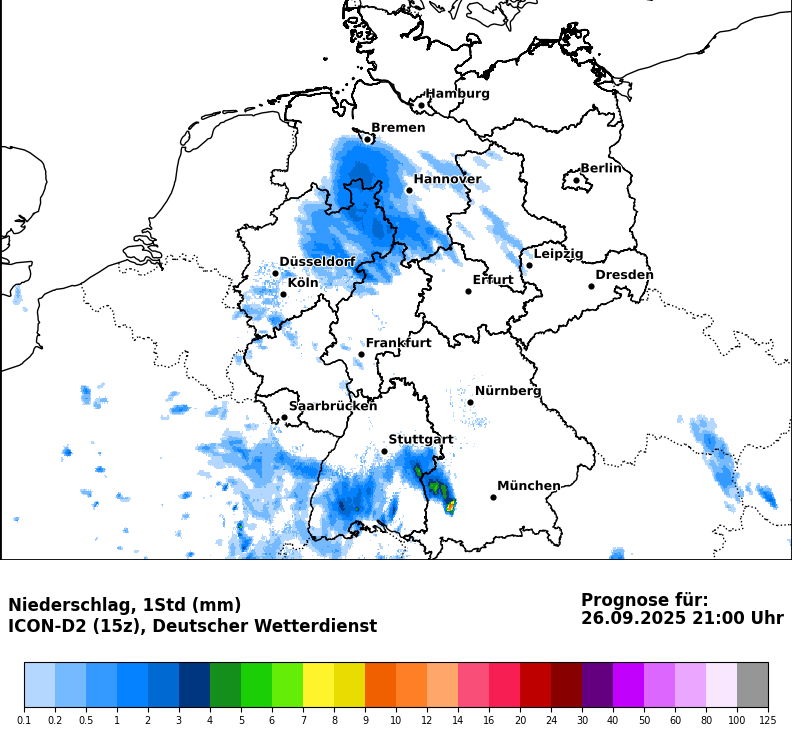 Hamburg
Bremen
Berlin
Hannover
Leipzig
Düsseldorf
Dresden
Köln
Erfurt
Frankfurt
Nürnberg
Saarbrücken
Stuttgart
München
Niederschlag, 1Std (mm)
ICON-D2 (15z), Deutscher Wetterdienst
Prognose für:
26.09.2025 21:00 Uhr
0.1 0.2 0.5 1 2 3 4 5 6 7 8 9 10 12 14 16 20 24 30 40 50 60 80 100 125